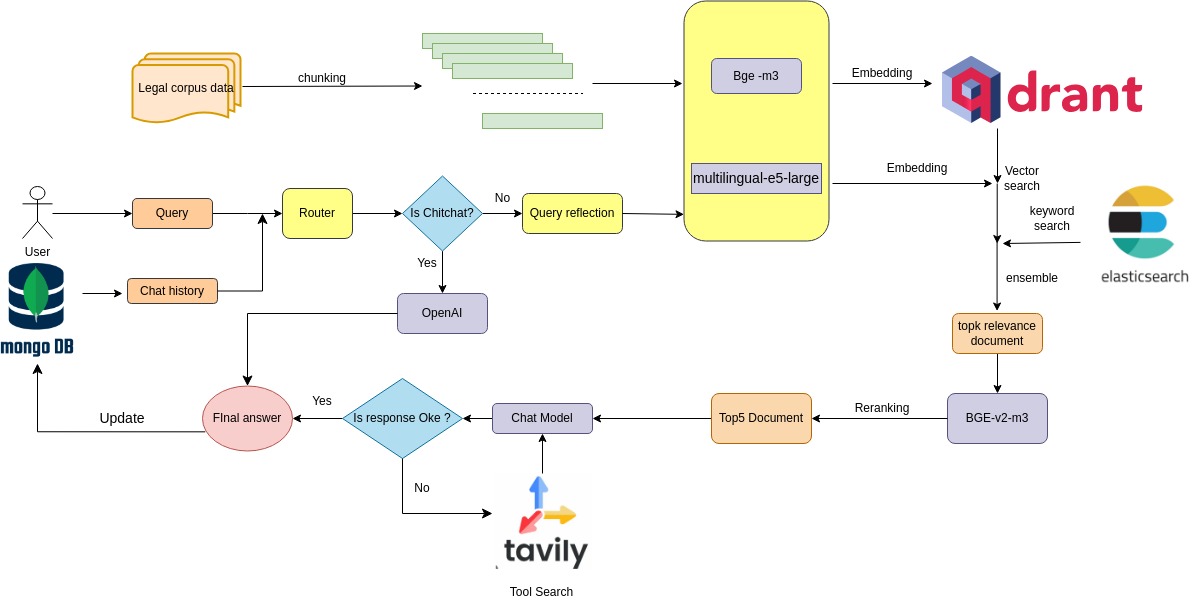 Legal corpus data
chunking
Bge -m3
Embedding
qdrant
multilingual-e5-large
Embedding
Vector
search
keyword
search
elasticsearch
ensemble
User
Query
Router
Is Chitchat?
No
Query reflection
Yes
Chat history
OpenAI
mongo DB
topk relevance
document
Update
FInal answer
Yes
Is response Oke ?
Chat Model
Top5 Document
Reranking
BGE-v2-m3
No
tavily
Tool Search